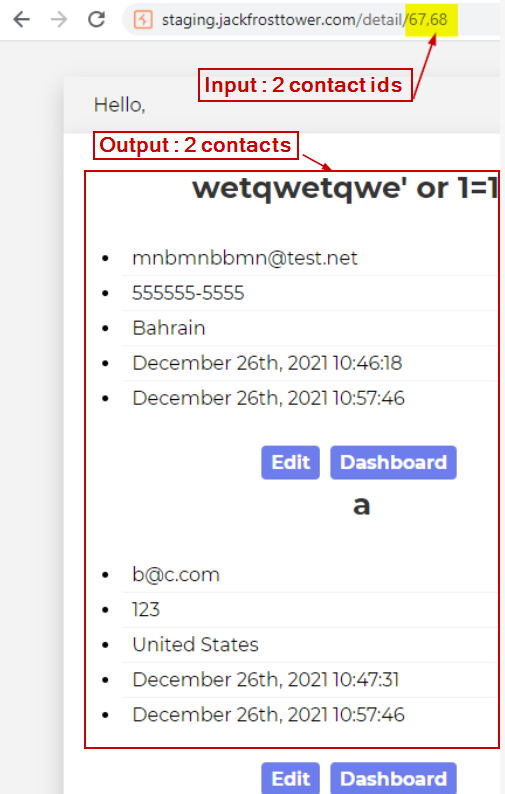 staging.jackfrosttower.com/detail/67,68
Input : 2 contact ids
Hello,
Output : 2 contacts
wetqwetqwe' or 1=1
mnbmnbbmn@test.net
555555-5555
Bahrain
December 26th, 2021 10:46:18
December 26th, 2021 10:57:46
Edit Dashboard
a
b@c.com
123
United States
December 26th, 2021 10:47:31
December 26th, 2021 10:57:46
Edit Dashboard